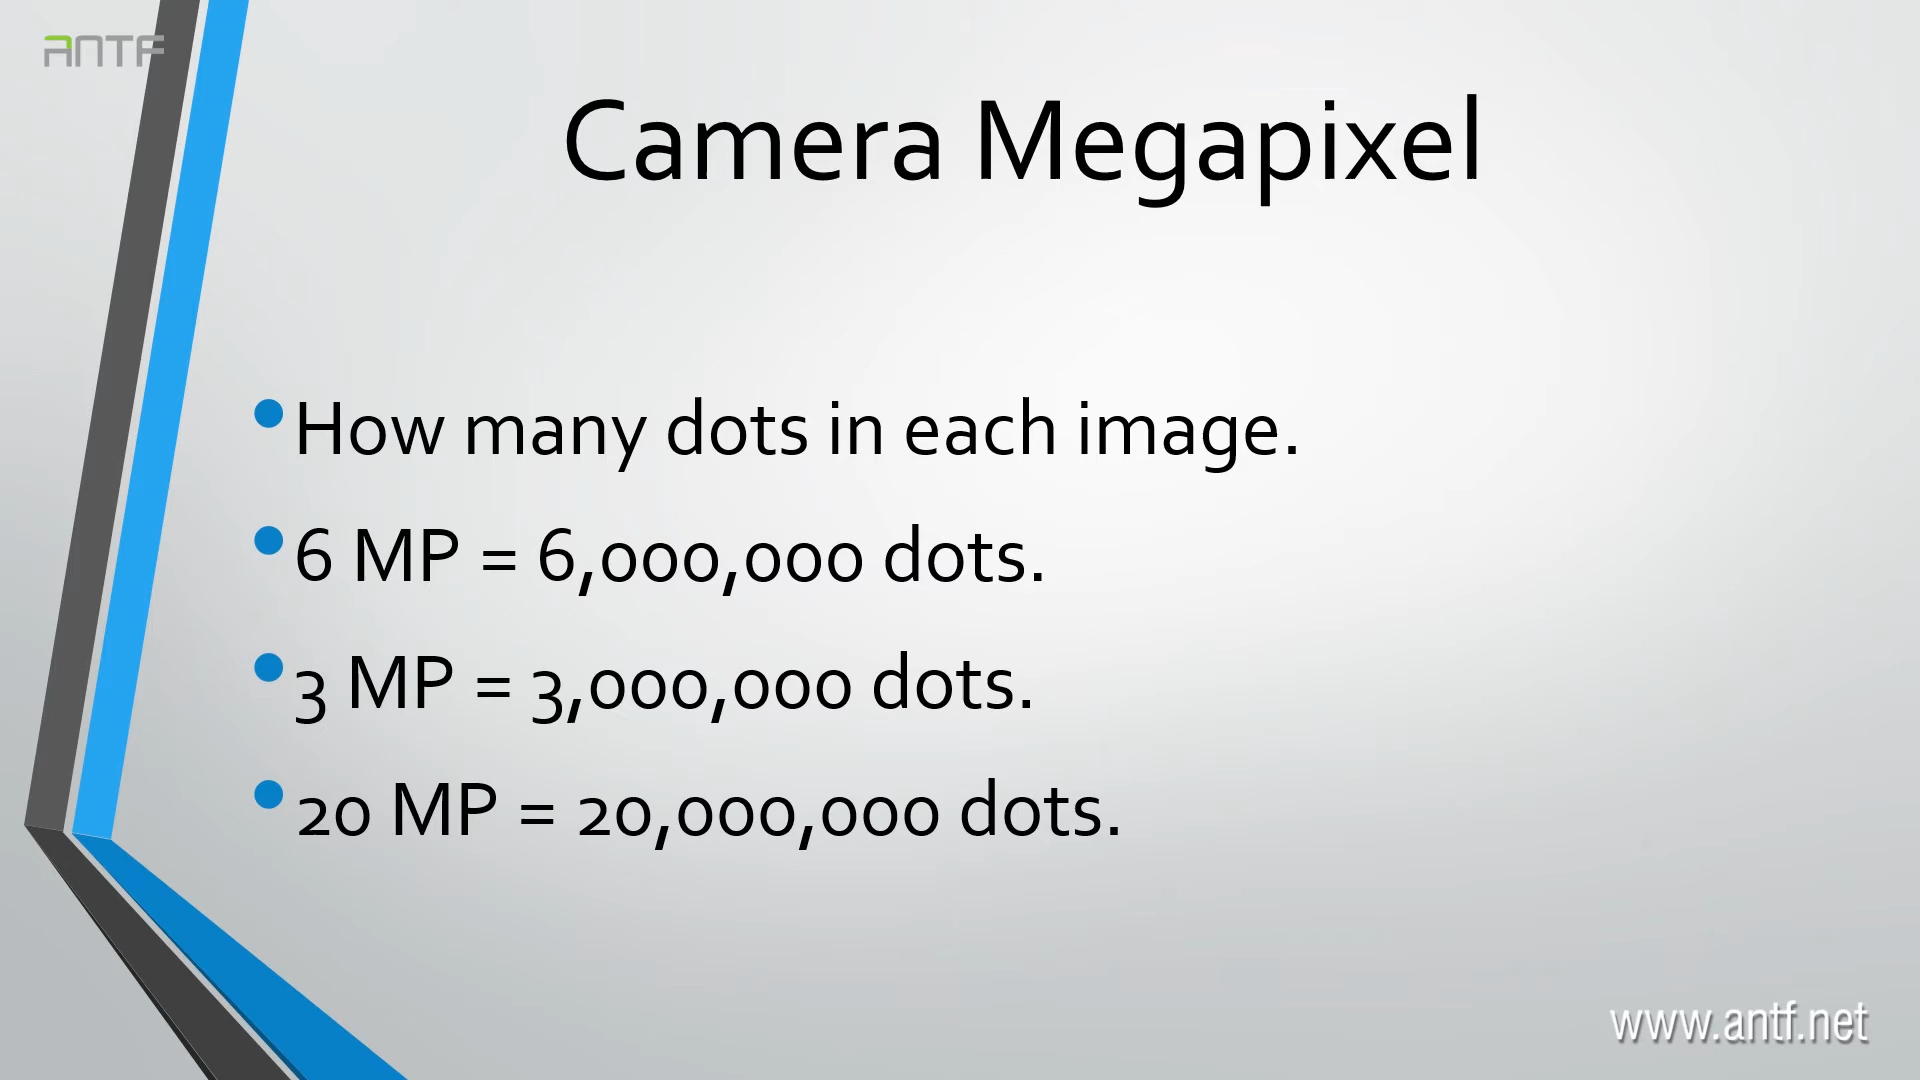 ANTF
Camera Megapixel
• How many dots in each image.
• 6 MP = 6,000,000 dots.
• 3 MP = 3,000,000 dots.
• 20 MP = 20,000,000 dots.
www.antf.net